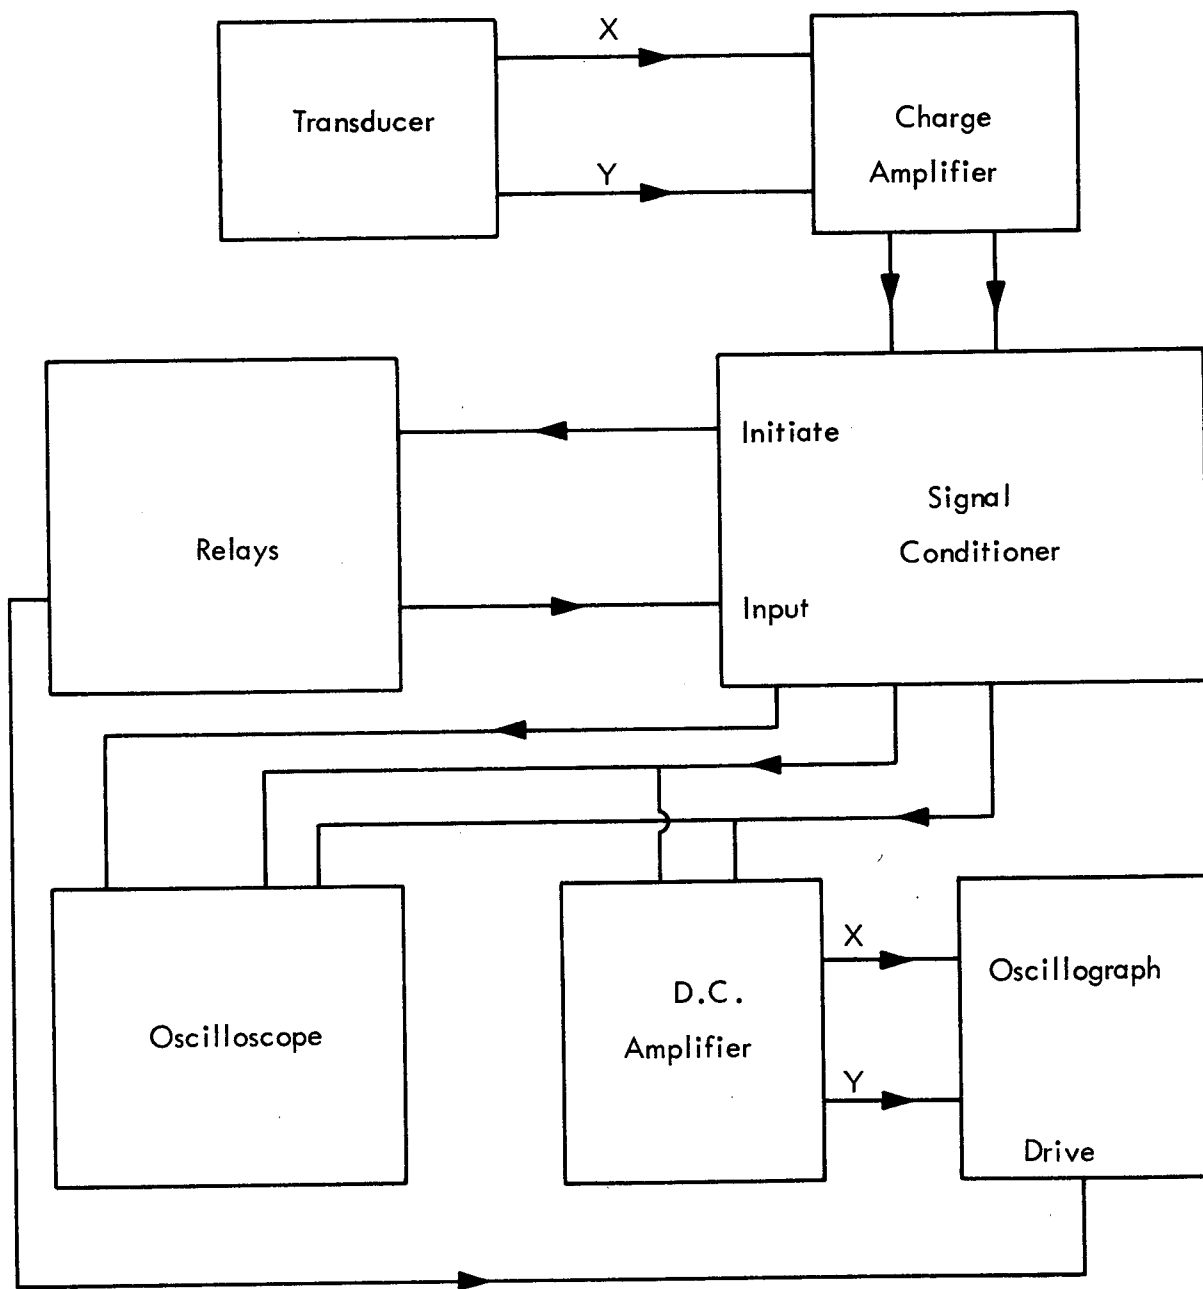 X
Transducer
Y
Charge
Amplifier
Initiate
Signal
Conditioner
Relays
Input
Oscilloscope
D.C.
Amplifier
X
Y
Oscillograph
Drive